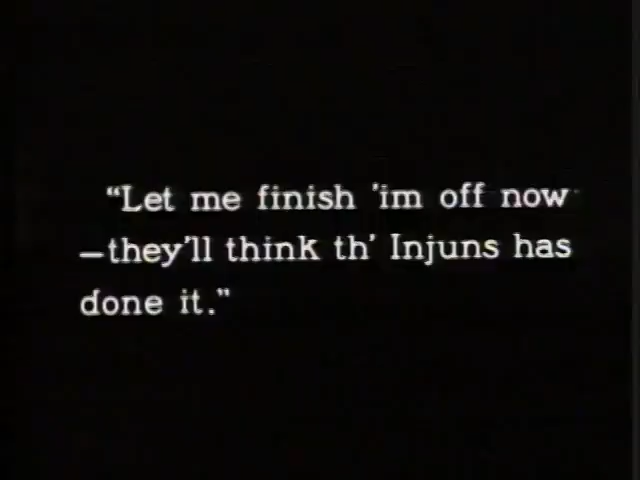 “Let me finish 'im off now
—they'll think th' Injuns has
done it.”